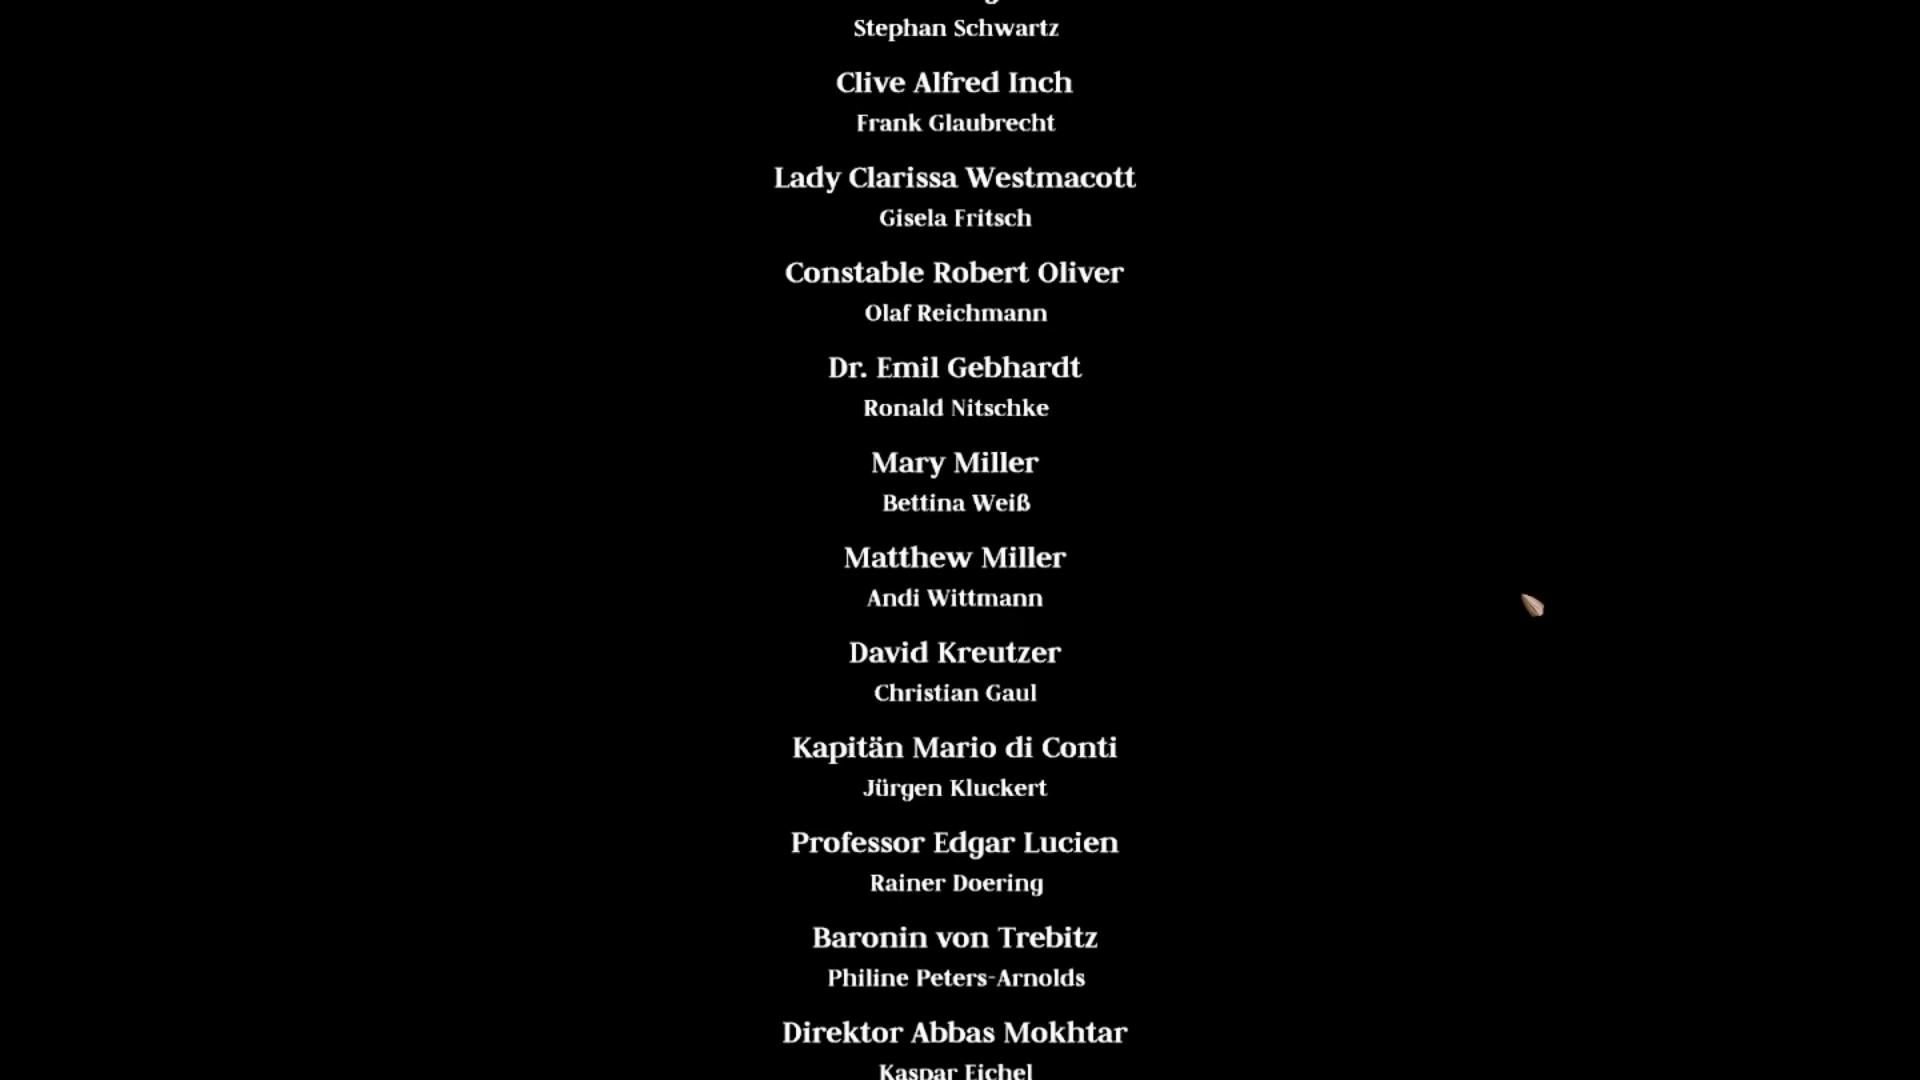 Stephan Schwartz
Clive Alfred Inch
Frank Glaubrecht
Lady Clarissa Westmacott
Gisela Fritsch
Constable Robert Oliver
Olaf Reichmann
Dr. Emil Gebhardt
Ronald Nitschke
Mary Miller
Bettina Weiß
Matthew Miller
Andi Wittmann
David Kreutzer
Christian Gaul
Kapitän Mario di Conti
Jürgen Kluckert
Professor Edgar Lucien
Rainer Doering
Baronin von Trebitz
Philine Peters-Arnolds
Direktor Abbas Mokhtar
Kaspar Eichel